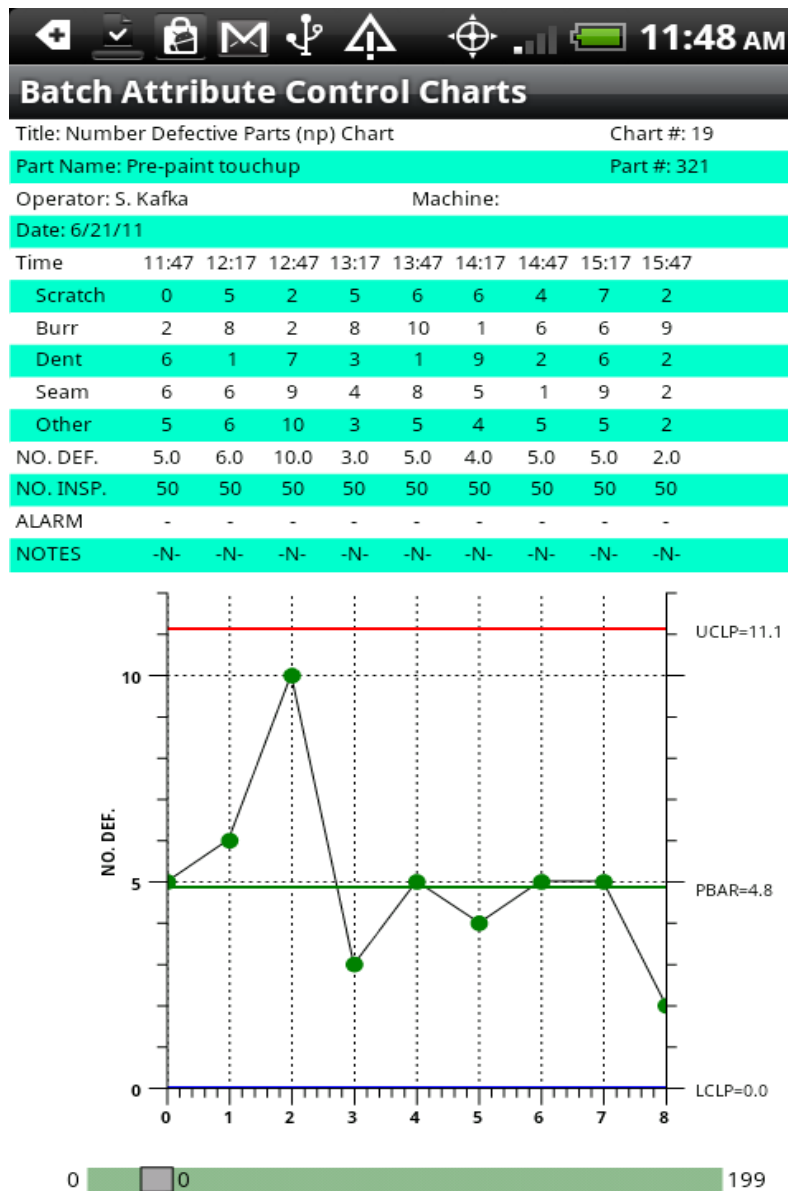 11:48 AM
Batch Attribute Control Charts
Title: Number Defective Parts (np) Chart Chart #: 19
Part Name: Pre-paint touchup Part #: 321
Operator: S. Kafka Machine:
Date: 6/21/11
Time 11:47 12:17 12:47 13:17 13:47 14:17 14:47 15:17 15:47
Scratch 0 5 2 5 6 6 4 7 2
Burr 2 8 2 8 10 1 6 6 9
Dent 6 1 7 3 1 9 2 6 2
Seam 6 6 9 4 8 5 1 9 2
Other 5 6 10 3 5 4 5 5 2
NO. DEF. 5.0 6.0 10.0 3.0 5.0 4.0 5.0 5.0 2.0
NO. INSP. 50 50 50 50 50 50 50 50 50
ALARM - - - - - - - - -
NOTES -N- -N- -N- -N- -N- -N- -N- -N- -N-
UCLP=11.1
10
NO. DEF.
5
PBAR=4.8
0
LCLP=0.0
0 1 2 3 4 5 6 7 8
0 0 199